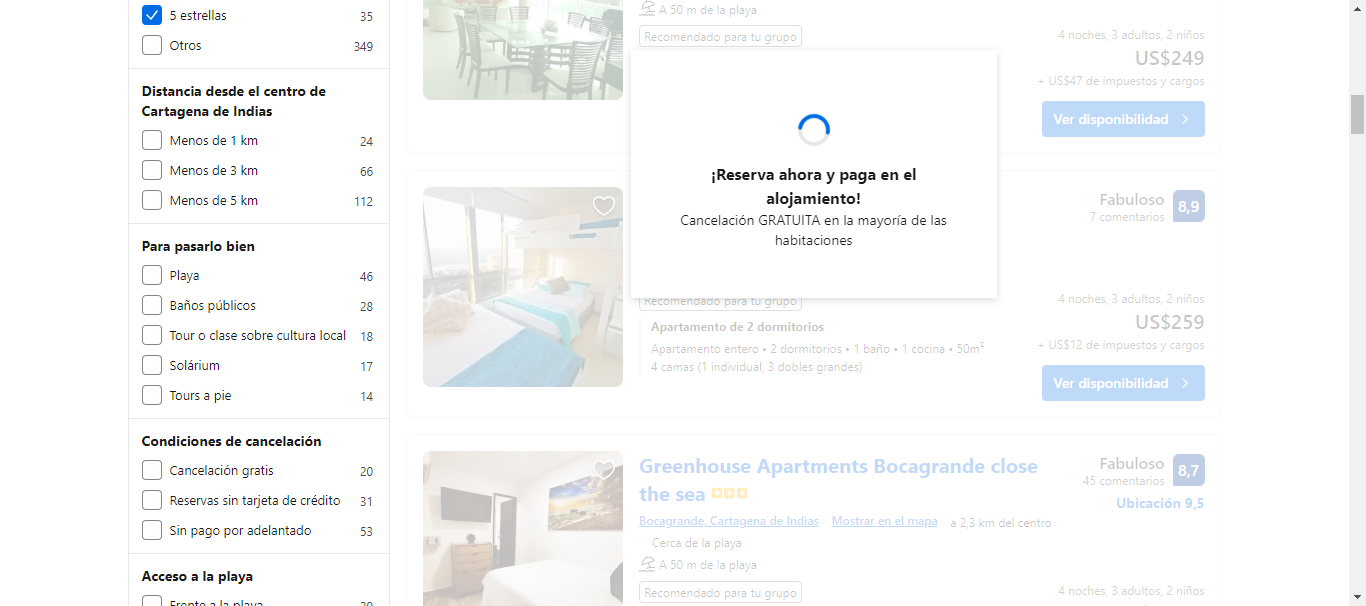 5 estrellas 35
Otros 349
Distancia desde el centro de
Cartagena de Indias
Menos de 1 km 24
Menos de 3 km 66
Menos de 5 km 112
Para pasarlo bien
Playa 46
Baños públicos 28
Tour o clase sobre cultura local 18
Solárium 17
Tours a pie 14
Condiciones de cancelación
Cancelación gratis 20
Reservas sin tarjeta de crédito 31
Sin pago por adelantado 53
Acceso a la playa
Frente a la playa 20
A 50 m de la playa
Recomendado para tu grupo
4 noches, 3 adultos, 2 niños
US$249
+ US$47 de impuestos y cargos
Ver disponibilidad
¡Reserva ahora y paga en el
alojamiento!
Cancelación GRATUITA en la mayoría de las
habitaciones
Fabuloso 8,9
7 comentarios
Recomendado para tu grupo
Apartamento de 2 dormitorios
Apartamento entero • 2 dormitorios • 1 baño • 1 cocina • 50m²
4 camas (1 individual, 3 dobles grandes)
4 noches, 3 adultos, 2 niños
US$259
+ US$12 de impuestos y cargos
Ver disponibilidad
Greenhouse Apartments Bocagrande close
the sea
Fabuloso 8,7
45 comentarios
Ubicación 9,5
Bocagrande, Cartagena de Indias Mostrar en el mapa a 2,3 km del centro
Cerca de la playa
A 50 m de la playa
Recomendado para tu grupo
4 noches, 3 adultos, 2 niños